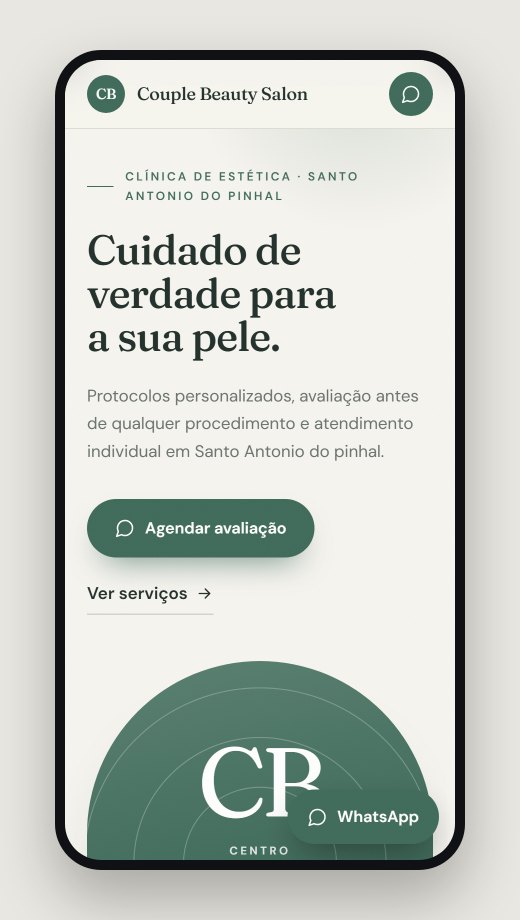 CB Couple Beauty Salon
CLÍNICA DE ESTÉTICA · SANTO
ANTONIO DO PINHAL
Cuidado de
verdade para
a sua pele.
Protocolos personalizados, avaliação antes
de qualquer procedimento e atendimento
individual em Santo Antonio do pinhal.
Agendar avaliação
Ver serviços →
CB
WhatsApp
CENTRO